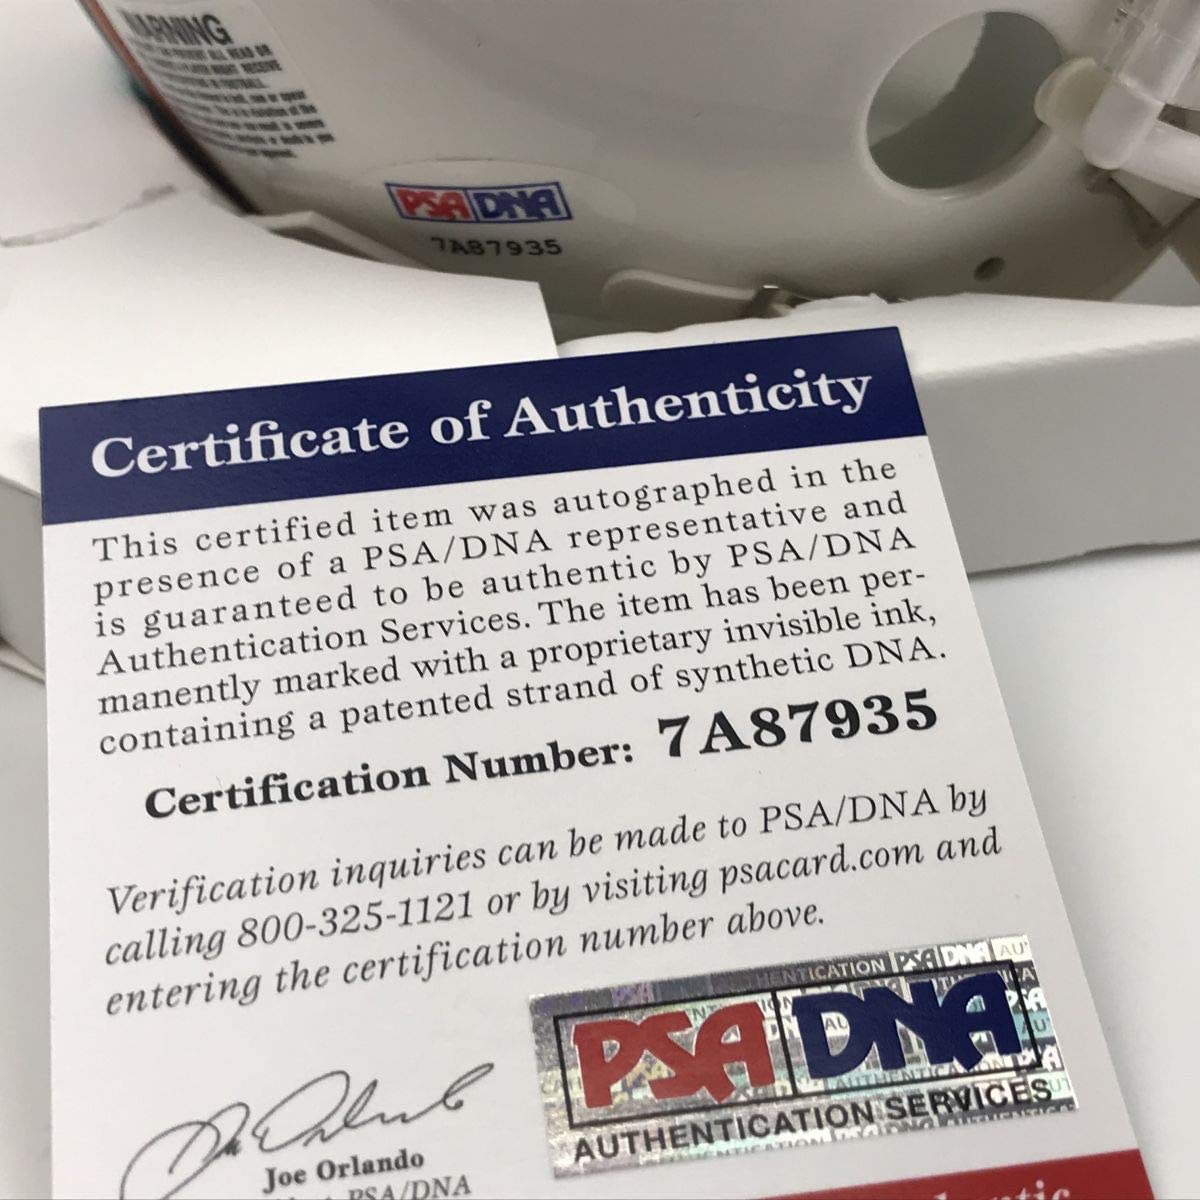 WARNING
PSA DNA
7A87935
Certificate of Authenticity
This certified item was autographed in the
presence of a PSA/DNA representative and
is guaranteed to be authentic by PSA/DNA
Authentication Services. The item has been per-
manently marked with a proprietary invisible ink,
containing a patented strand of synthetic DNA.
Certification Number: 7A87935
Verification inquiries can be made to PSA/DNA by
calling 800-325-1121 or by visiting psacard.com and
entering the certification number above.
PSA DNA
AUTHENTICATION SERVICES
Joe Orlando
PSA/DNA